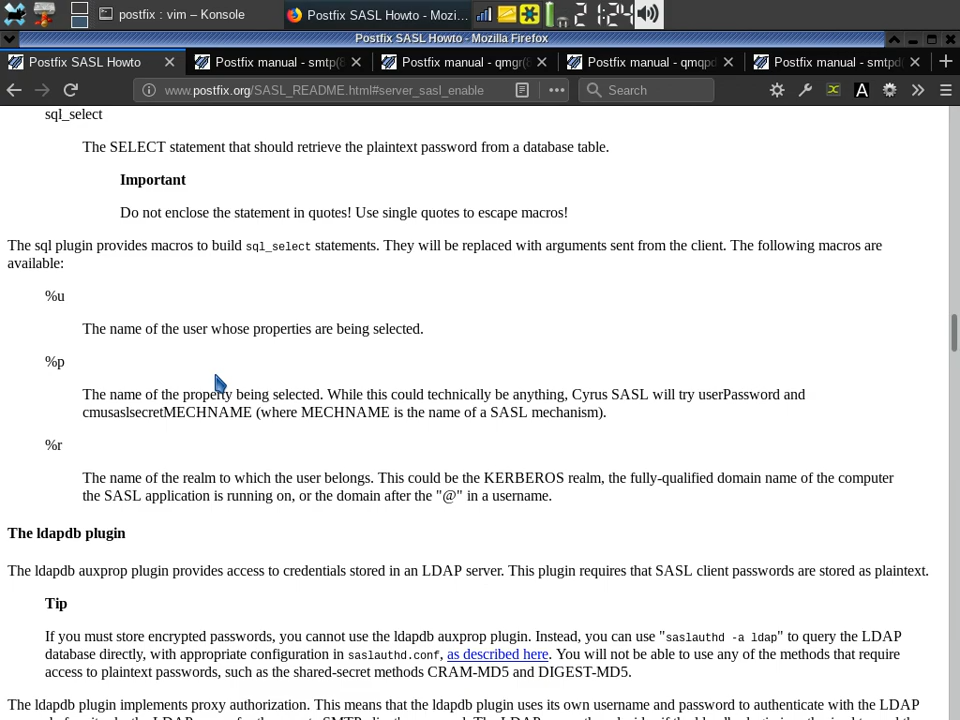 postfix : vim – Konsole
Postfix SASL Howto - Mozi...
21:24
Postfix SASL Howto - Mozilla Firefox
Postfix SASL Howto
Postfix manual - smtp(8
Postfix manual - qmgr(8
Postfix manual - qmqpd
Postfix manual - smtpd(
www.postfix.org/SASL_README.html#server_sasl_enable
Search
sql_select
The SELECT statement that should retrieve the plaintext password from a database table.
Important
Do not enclose the statement in quotes! Use single quotes to escape macros!
The sql plugin provides macros to build sql_select statements. They will be replaced with arguments sent from the client. The following macros are
available:
%u
The name of the user whose properties are being selected.
%p
The name of the property being selected. While this could technically be anything, Cyrus SASL will try userPassword and
cmusaslsecretMECHNAME (where MECHNAME is the name of a SASL mechanism).
%r
The name of the realm to which the user belongs. This could be the KERBEROS realm, the fully-qualified domain name of the computer
the SASL application is running on, or the domain after the "@" in a username.
The ldapdb plugin
The ldapdb auxprop plugin provides access to credentials stored in an LDAP server. This plugin requires that SASL client passwords are stored as plaintext.
Tip
If you must store encrypted passwords, you cannot use the ldapdb auxprop plugin. Instead, you can use "saslauthd -a ldap" to query the LDAP
database directly, with appropriate configuration in saslauthd.conf, as described here. You will not be able to use any of the methods that require
access to plaintext passwords, such as the shared-secret methods CRAM-MD5 and DIGEST-MD5.
The ldapdb plugin implements proxy authorization. This means that the ldapdb plugin uses its own username and password to authenticate with the LDAP